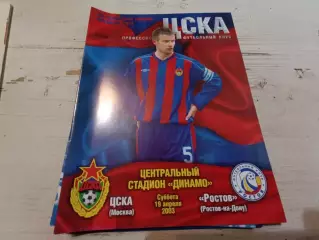 ЦСКА
ПРОФЕССИОНАЛЬНЫЙ ФУТБОЛЬНЫЙ КЛУБ
5
ЦЕНТРАЛЬНЫЙ
СТАДИОН «ДИНАМО»
ЦСКА
(Москва)
Суббота
19 апреля
2003
«Ростов»
(Ростов-на-Дону)